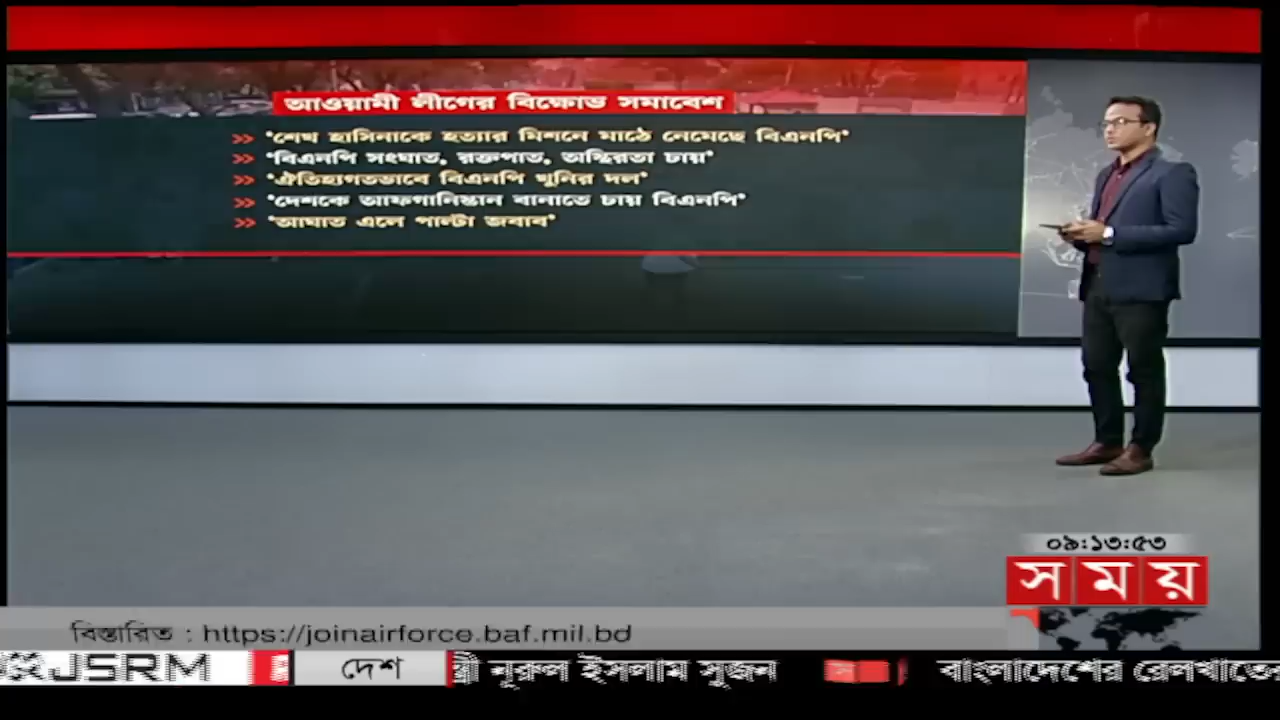 আওয়ামী লীগের বিক্ষোভ সমাবেশ
>> 'শেখ হাসিনাকে হত্যার মিশনে মাঠে নেমেছে বিএনপি'
>> 'বিএনপি সংঘাত, রক্তপাত, অস্থিরতা চায়'
>> 'ঐতিহ্যগতভাবে বিএনপি খুনির দল'
>> 'দেশকে আফগানিস্তান বানাতে চায় বিএনপি'
>> 'আঘাত এলে পাল্টা জবাব'
০৯:১৩:৫৩
সময়
বিস্তারিত : https://joinairforce.baf.mil.bd
JSRM দেশ ন্ত্রী নূরুল ইসলাম সুজন বাংলাদেশের রেলখাতে